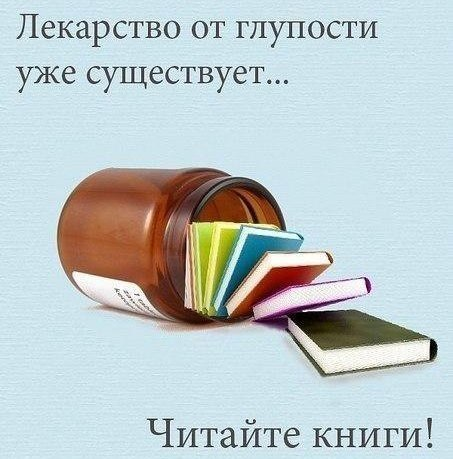 Лекарство от глупости
уже существует...
Читайте книги!